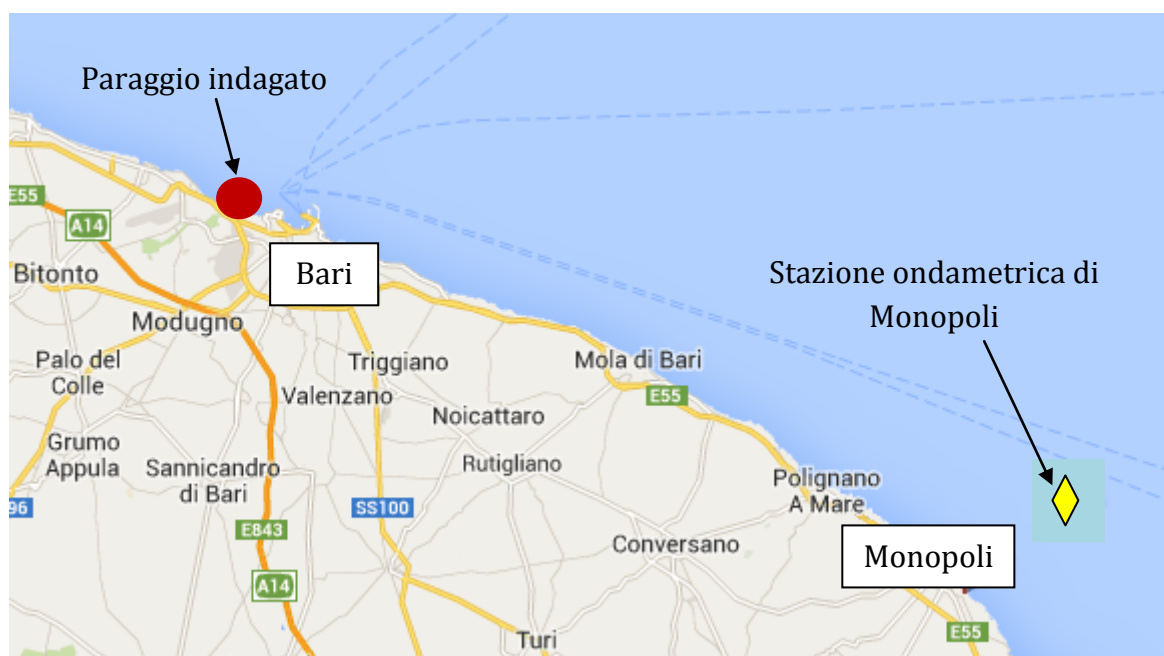 Paraggio indagato
E55
A14
Bitonto
Bari
Modugno
Stazione ondametrica di
Monopoli
Palo del
Colle
Triggiano
Mola di Bari
Valenzano
E55
Noicattaro
Grumo
Appula
Sannicandro
di Bari
Rutigliano
Polignano
A Mare
96
SS100
E843
Conversano
Monopoli
A14
Turi
E55